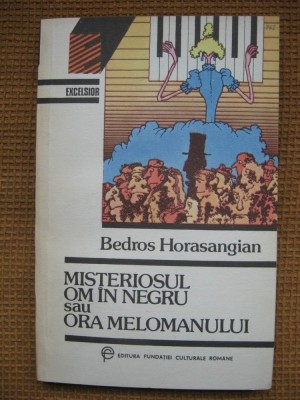 EXCELSIOR
Bedros Horasangian
MISTERIOSUL
OM ÎN NEGRU
sau
ORA MELOMANULUI
EDITURA FUNDAȚIEI CULTURALE ROMÂNE